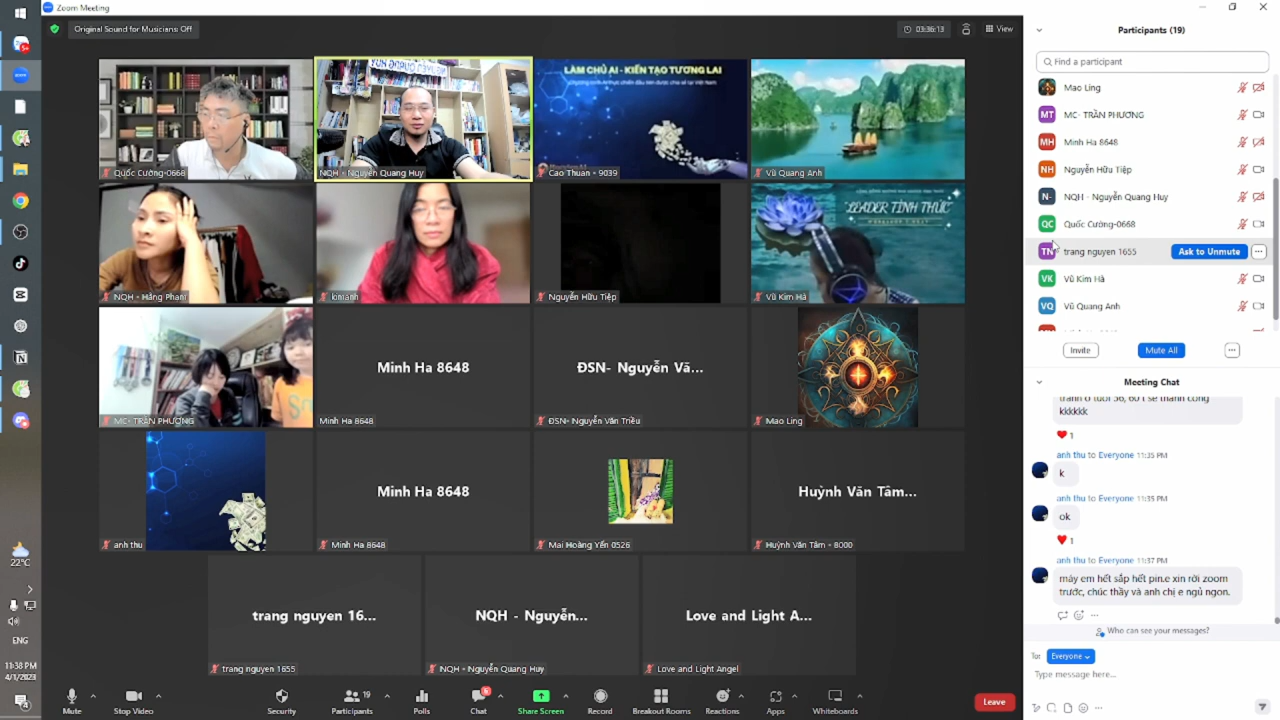 Zoom Meeting
Original Sound for Musicians: Off
03:36:13
View
LÀM CHỦ AI - KIẾN TẠO TƯƠNG LAI
Quốc Cường-0668
NQH - Nguyễn Quang Huy
Cao Thuan - 9039
Vũ Quang Anh
"LEADER TỈNH THỨC"
NQH - Hằng Phạm
kimanh
Nguyễn Hữu Tiệp
Vũ Kim Hà
Minh Ha 8648
ĐSN- Nguyễn Vă...
MC- TRẦN PHƯƠNG
Minh Ha 8648
ĐSN- Nguyễn Văn Triều
Mao Ling
Minh Ha 8648
Huỳnh Văn Tâm...
anh thu
Minh Ha 8648
Mai Hoàng Yến 0526
Huỳnh Văn Tâm - 8000
trang nguyen 16...
NQH - Nguyễn...
Love and Light A...
trang nguyen 1655
NQH - Nguyễn Quang Huy
Love and Light Angel
Mute
Stop Video
Security
Participants
19
Polls
Chat
Share Screen
Record
Breakout Rooms
Reactions
Apps
Whiteboards
Leave
Participants (19)
Find a participant
Mao Ling
MT MC- TRẦN PHƯƠNG
MH Minh Ha 8648
NH Nguyễn Hữu Tiệp
N- NQH - Nguyễn Quang Huy
QC Quốc Cường-0668
TN trang nguyen 1655
Ask to Unmute
VK Vũ Kim Hà
VQ Vũ Quang Anh
Invite
Mute All
Meeting Chat
kkkkkk
1
anh thu to Everyone 11:35 PM
k
anh thu to Everyone 11:35 PM
ok
1
anh thu to Everyone 11:37 PM
máy em hết sắp hết pin.e xin rời zoom
trước, chúc thầy và anh chị e ngủ ngon.
Who can see your messages?
To: Everyone
Type message here...
22°C
ENG
11:38 PM